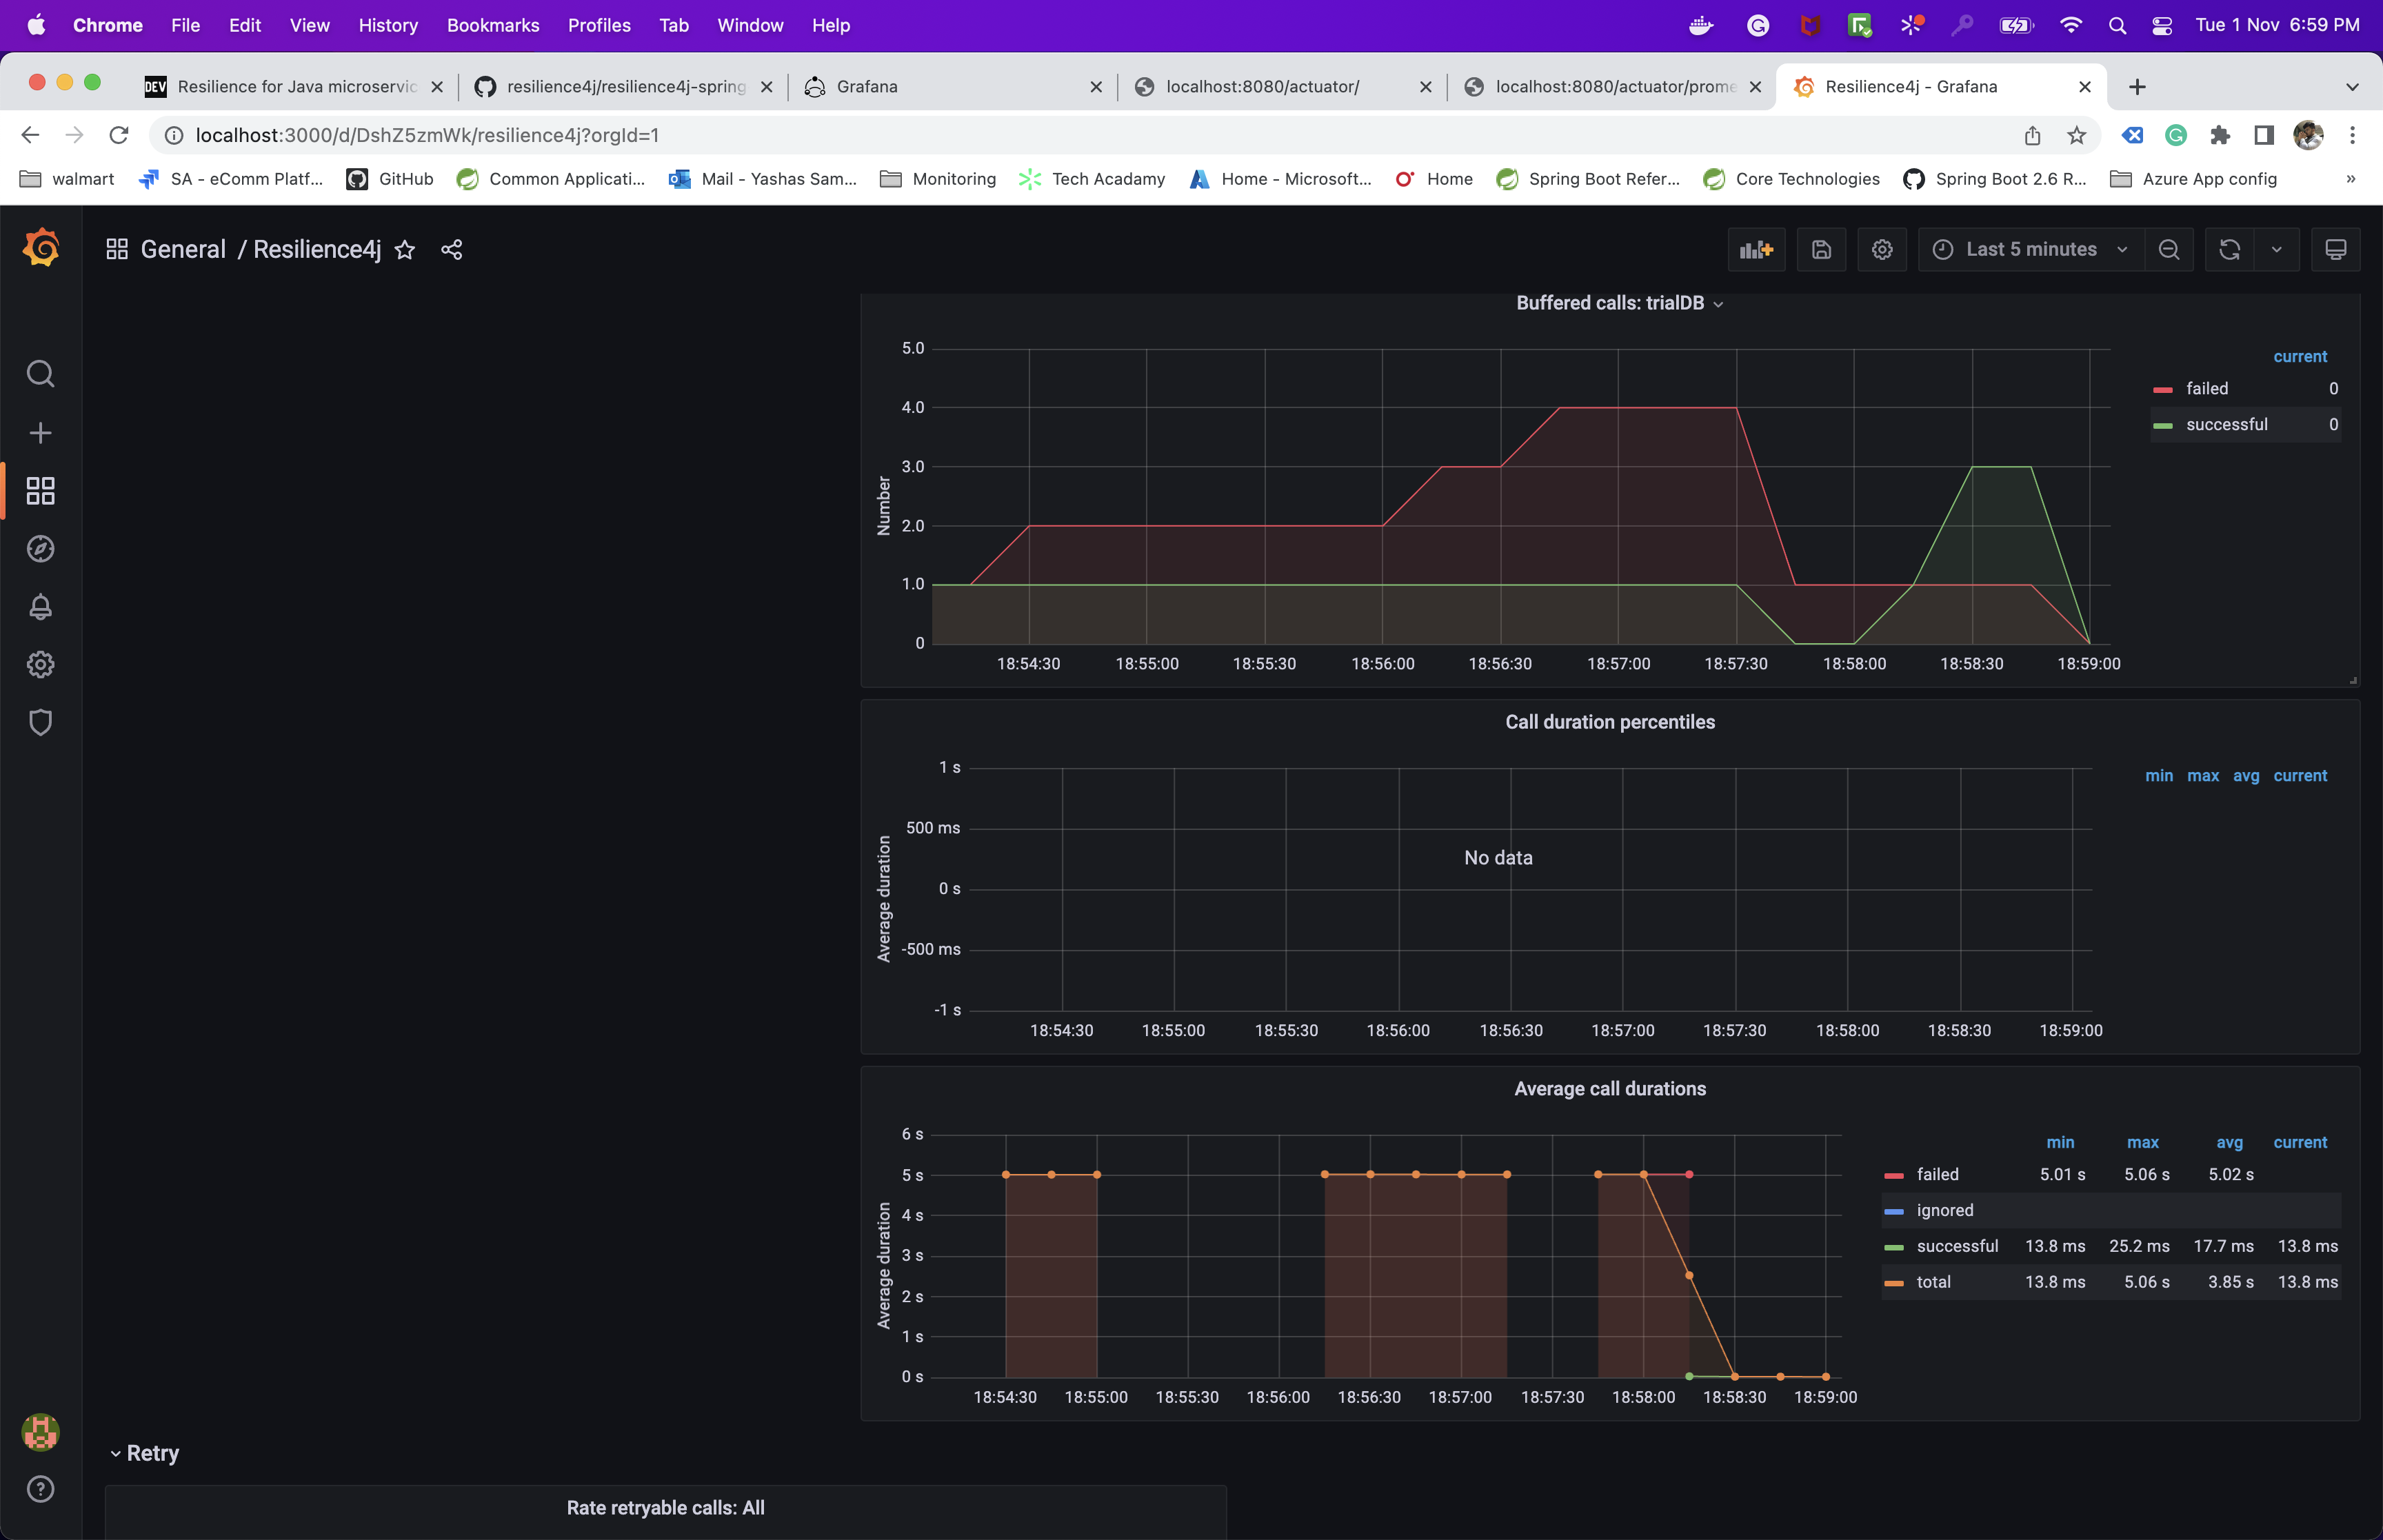 Chrome File Edit View History Bookmarks Profiles Tab Window Help Tue 1 Nov 6:59 PM
DEV Resilience for Java microservic resilience4j/resilience4j-spring Grafana localhost:8080/actuator/ localhost:8080/actuator/prome Resilience4j - Grafana
localhost:3000/d/DshZ5zmWk/resilience4j?orgId=1
walmart SA - eComm Platf... GitHub Common Applicati... Mail - Yashas Sam... Monitoring Tech Acadamy Home - Microsoft... Home Spring Boot Refer... Core Technologies Spring Boot 2.6 R... Azure App config »
General / Resilience4j Last 5 minutes
Buffered calls: trialDB
Number
5.0
4.0
3.0
2.0
1.0
0
18:54:30 18:55:00 18:55:30 18:56:00 18:56:30 18:57:00 18:57:30 18:58:00 18:58:30 18:59:00
current
failed 0
successful 0
Call duration percentiles
Average duration
1 s
500 ms
0 s
-500 ms
-1 s
No data
18:54:30 18:55:00 18:55:30 18:56:00 18:56:30 18:57:00 18:57:30 18:58:00 18:58:30 18:59:00
min max avg current
Average call durations
Average duration
6 s
5 s
4 s
3 s
2 s
1 s
0 s
18:54:30 18:55:00 18:55:30 18:56:00 18:56:30 18:57:00 18:57:30 18:58:00 18:58:30 18:59:00
min max avg current
failed 5.01 s 5.06 s 5.02 s
ignored
successful 13.8 ms 25.2 ms 17.7 ms 13.8 ms
total 13.8 ms 5.06 s 3.85 s 13.8 ms
Retry
Rate retryable calls: All